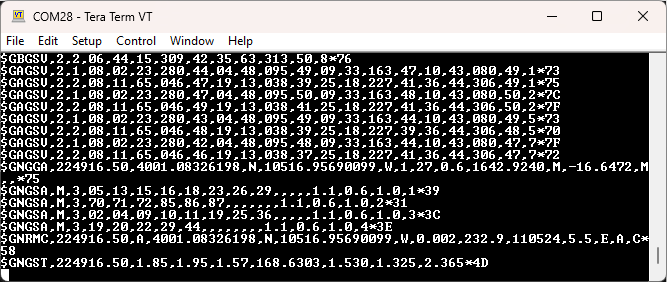 COM28 - Tera Term VT
File Edit Setup Control Window Help
$GBGSV,2,2,06,44,15,309,42,35,63,313,50,8*76
$GAGSV,2,1,08,02,23,280,44,04,48,095,49,09,33,163,47,10,43,080,49,1*73
$GAGSV,2,2,08,11,65,046,47,19,13,038,39,25,18,227,41,36,44,306,49,1*75
$GAGSV,2,1,08,02,23,280,47,04,48,095,50,09,33,163,48,10,43,080,50,2*7C
$GAGSV,2,2,08,11,65,046,49,19,13,038,41,25,18,227,41,36,44,306,50,2*7F
$GAGSV,2,1,08,02,23,280,43,04,48,095,49,09,33,163,44,10,43,080,49,5*73
$GAGSV,2,2,08,11,65,046,48,19,13,038,39,25,18,227,39,36,44,306,48,5*70
$GAGSV,2,1,08,02,23,280,42,04,48,095,48,09,33,163,44,10,43,080,47,7*7F
$GAGSV,2,2,08,11,65,046,46,19,13,038,37,25,18,227,41,36,44,306,47,7*72
$GNGGA,224916.50,4001.08326198,N,10516.95690099,W,1,27,0.6,1642.9240,M,-16.6472,M
,,*75
$GNGSA,M,3,05,13,15,16,18,23,26,29,,,,,1.1,0.6,1.0,1*39
$GNGSA,M,3,70,71,72,85,86,87,,,,,,,1.1,0.6,1.0,2*31
$GNGSA,M,3,02,04,09,10,11,19,25,36,,,,,1.1,0.6,1.0,3*3C
$GNGSA,M,3,19,20,22,29,44,,,,,,,,1.1,0.6,1.0,4*3E
$GNRMC,224916.50,A,4001.08326198,N,10516.95690099,W,0.002,232.9,110524,5.5,E,A,C*
58
$GNGST,224916.50,1.85,1.95,1.57,168.6303,1.530,1.325,2.365*4D